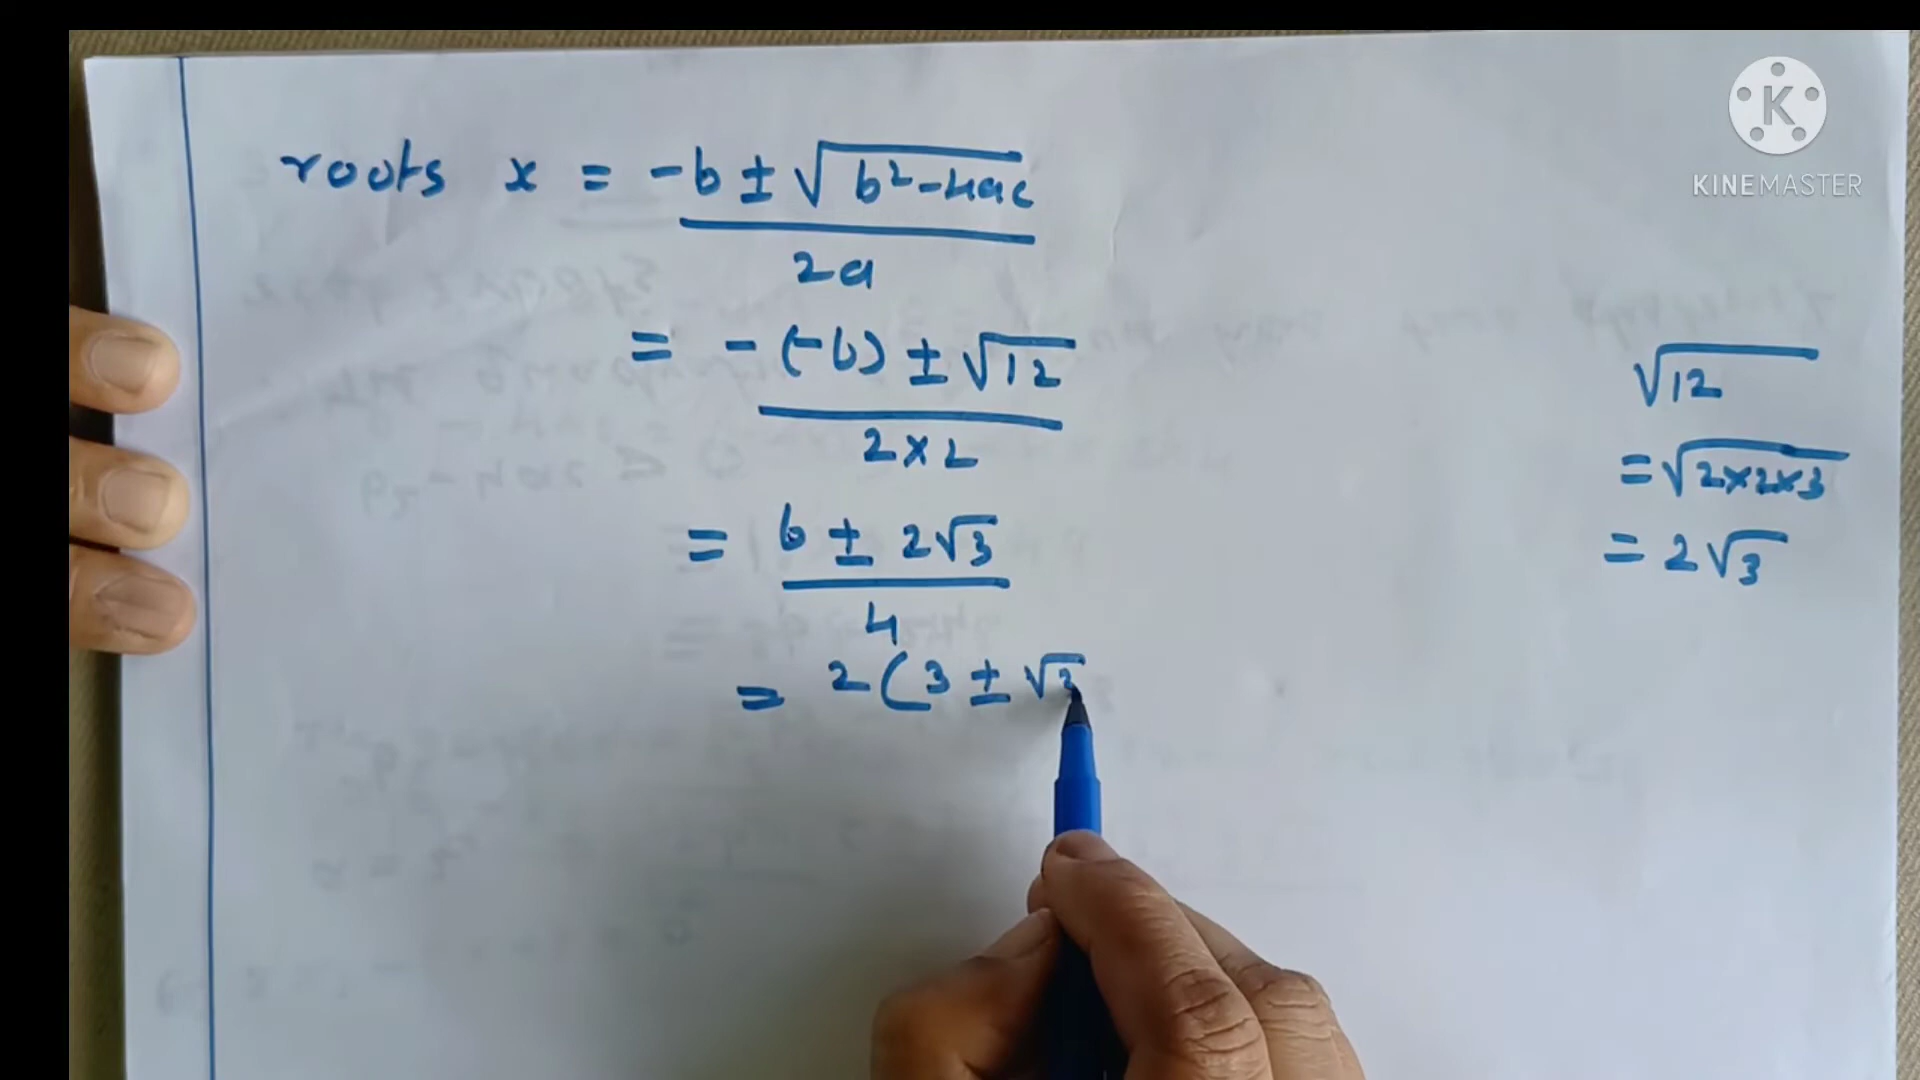 roots x = -b ± √b²-4ac
2a
= -(-6) ± √12
2×2
= 6 ± 2√3
4
= 2(3 ± √3
√12
= √2×2×3
= 2√3
KINEMASTER